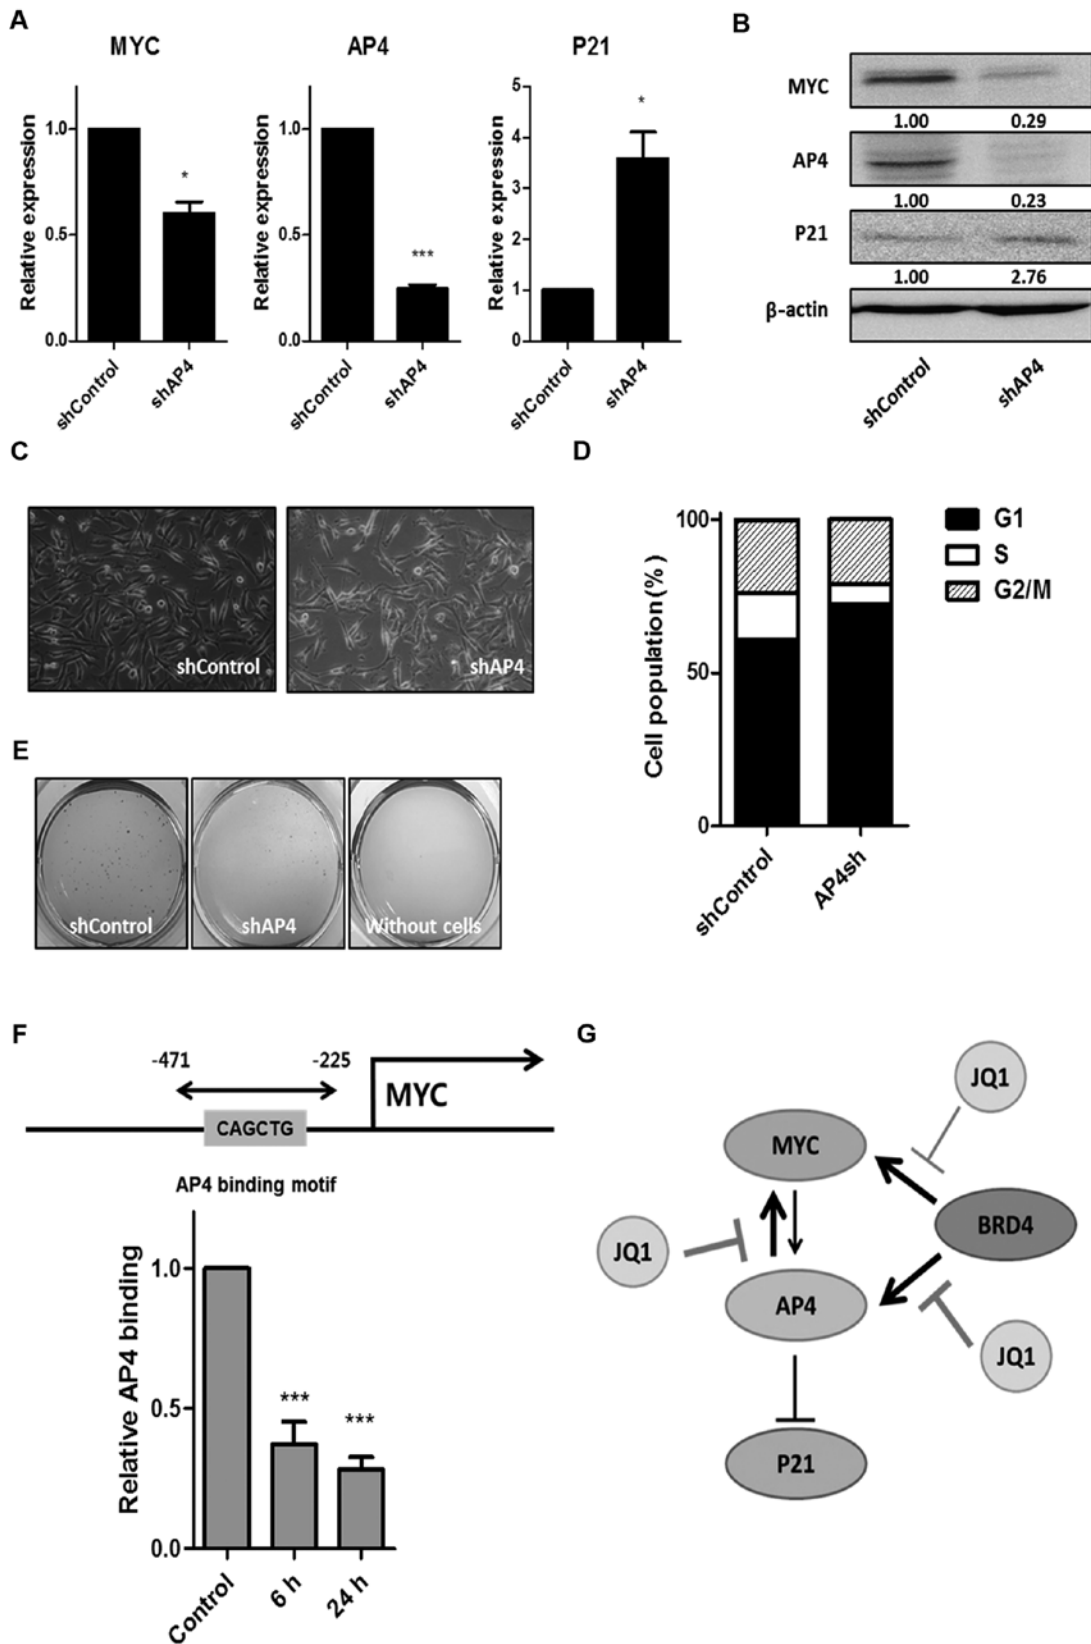 A
MYC
AP4
P21
Relative expression
1.0
0.5
0.0
*
shControl
shAP4
Relative expression
1.0
0.5
0.0
***
shControl
shAP4
Relative expression
5
4
3
2
1
0
*
shControl
shAP4
B
MYC
1.00 0.29
AP4
1.00 0.23
P21
1.00 2.76
β-actin
shControl
shAP4
C
shControl
shAP4
D
Cell population(%)
100
50
0
shControl
AP4sh
G1
S
G2/M
E
shControl
shAP4
Without cells
F
-471
-225
MYC
CAGCTG
AP4 binding motif
Relative AP4 binding
1.0
0.5
0.0
***
***
Control
6 h
24 h
G
JQ1
MYC
BRD4
JQ1
AP4
JQ1
P21